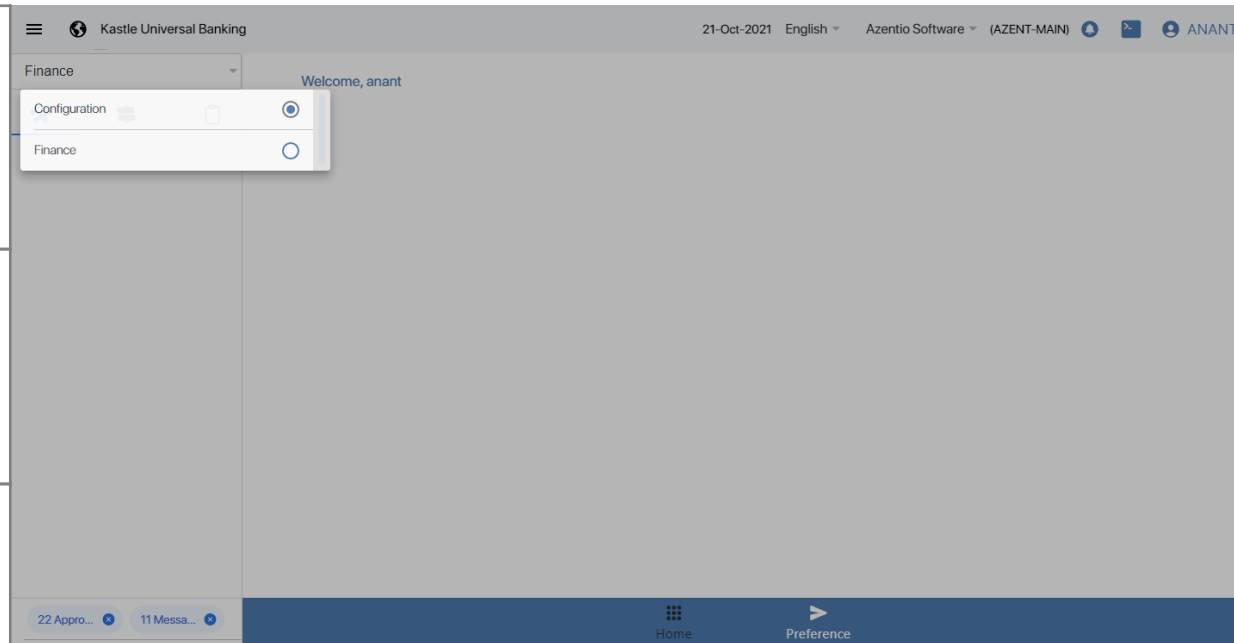 Kastle Universal Banking
21-Oct-2021 English Azentio Software (AZENT-MAIN) ANANT
Finance
Welcome, anant
Configuration
Finance
22 Appro... 11 Messa...
Home Preference